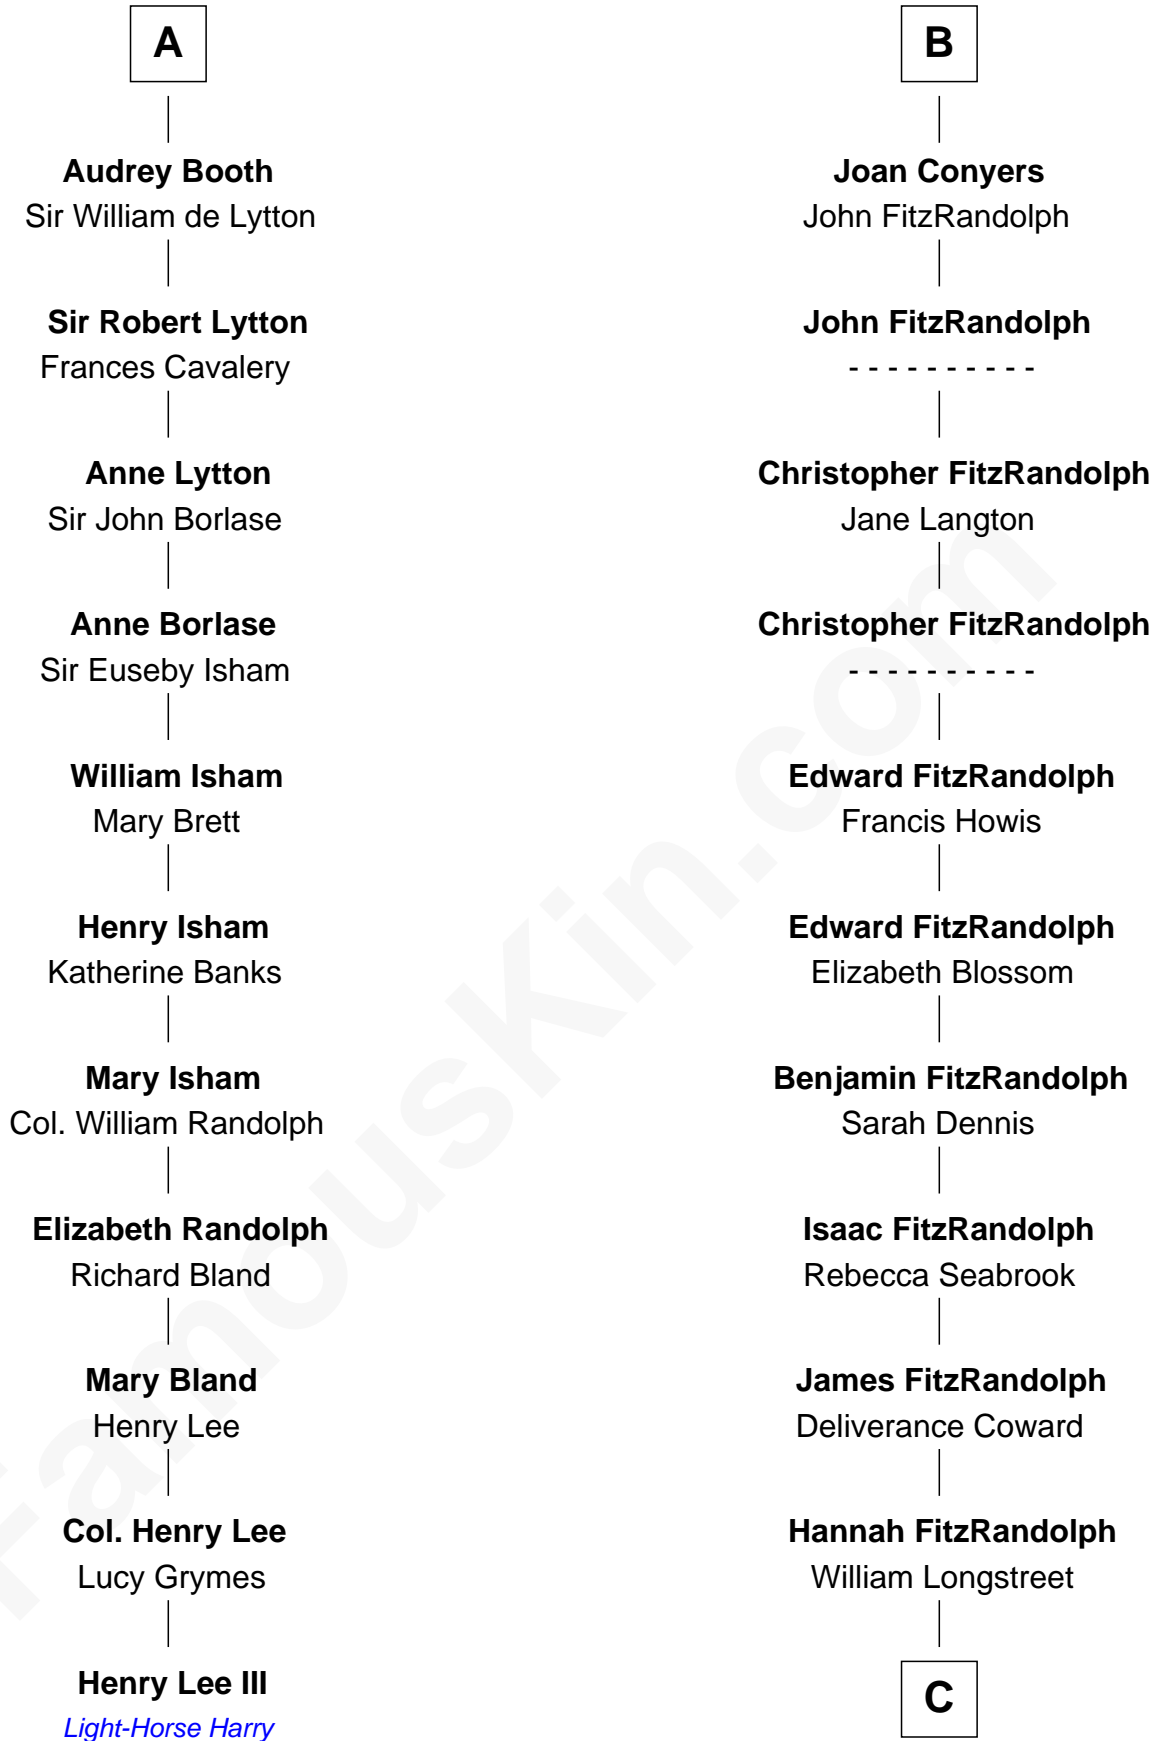 A
Audrey Booth
Sir William de Lytton
Sir Robert Lytton
Frances Cavalery
Anne Lytton
Sir John Borlase
Anne Borlase
Sir Euseby Isham
William Isham
Mary Brett
Henry Isham
Katherine Banks
Mary Isham
Col. William Randolph
Elizabeth Randolph
Richard Bland
Mary Bland
Henry Lee
Col. Henry Lee
Lucy Grymes
Henry Lee III
Light-Horse Harry
B
Joan Conyers
John FitzRandolph
John FitzRandolph
- - - - - - - - - -
Christopher FitzRandolph
Jane Langton
Christopher FitzRandolph
- - - - - - - - - -
Edward FitzRandolph
Francis Howis
Edward FitzRandolph
Elizabeth Blossom
Benjamin FitzRandolph
Sarah Dennis
Isaac FitzRandolph
Rebecca Seabrook
James FitzRandolph
Deliverance Coward
Hannah FitzRandolph
William Longstreet
C
FamousKin.com